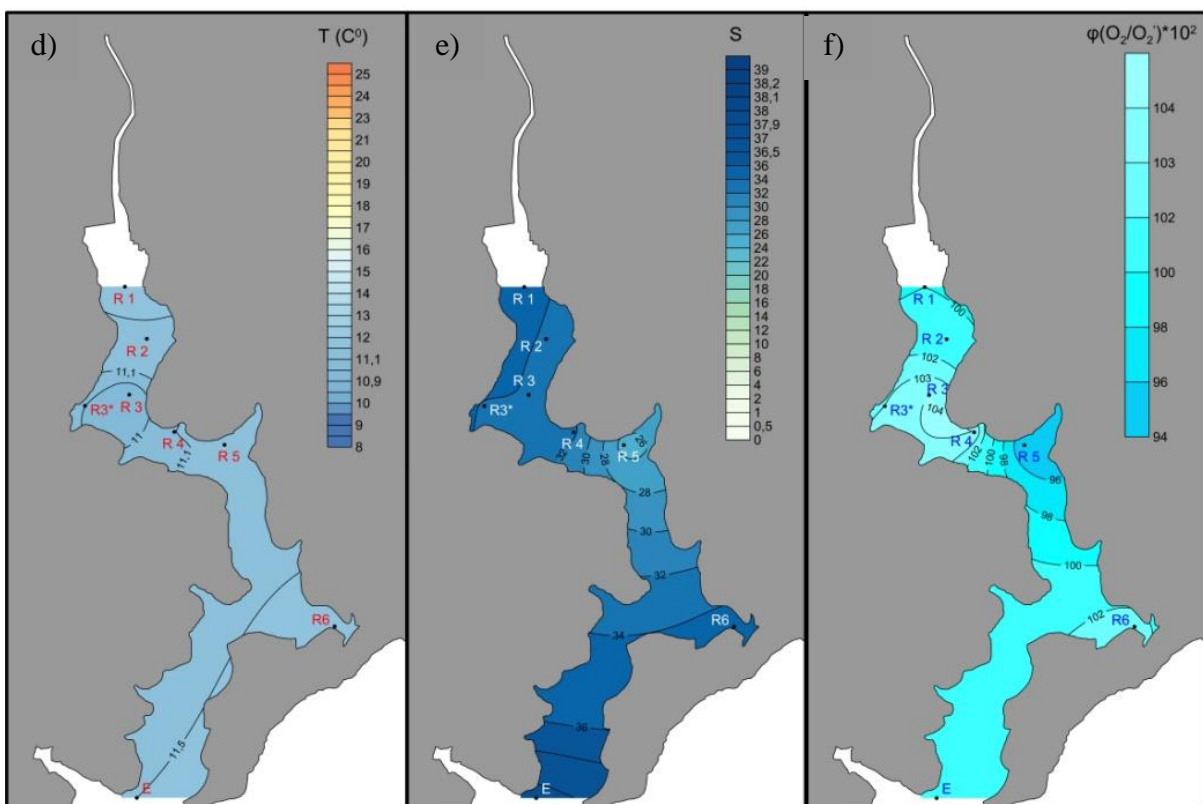 d)
T (C⁰)
25
24
23
22
21
20
19
18
17
16
15
14
13
12
11,1
10,9
10
9
8
R 1
R 2
11,1
R 3
R3*
11
R 4
11,1
R 5
R6
11,5
E
e)
S
39
38,2
38,1
38
37,9
36,5
36
34
32
30
28
26
24
22
20
18
16
14
12
10
8
6
4
2
1
0,5
0
R 1
R 2
R 3
R3*
R 4
32
30
28
26
R 5
28
30
32
34
R6
36
E
f)
φ(O₂/O₂')*10²
104
103
102
100
98
96
94
R 1
100
R 2
102
103
R 3
R3*
104
R 4
102
100
98
R 5
96
98
100
102
R6
E